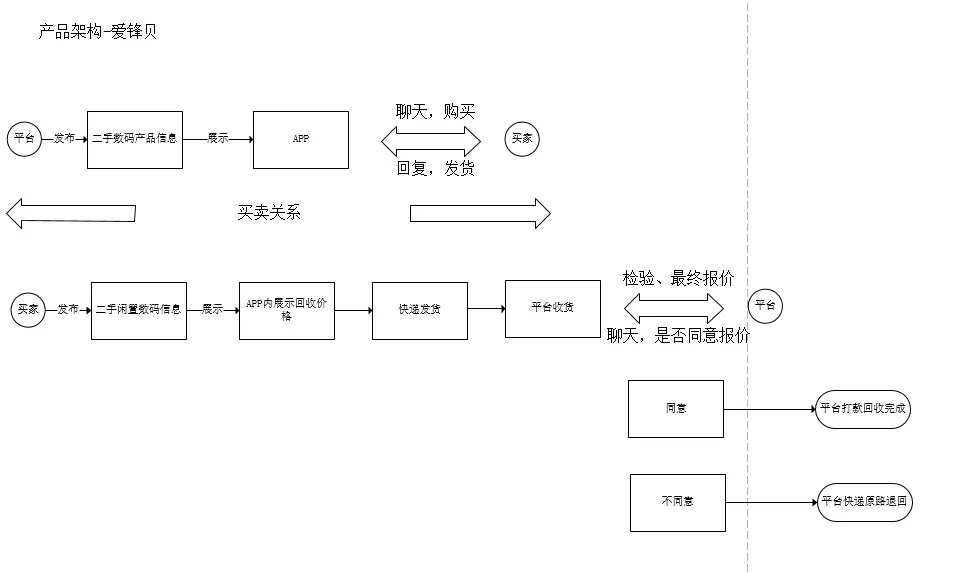 产品架构-爱锋贝
聊天，购买
平台
发布
二手数码产品信息
展示
APP
买家
回复，发货
买卖关系
检验、最终报价
买家
发布
二手闲置数码信息
展示
APP内展示回收价
格
快递发货
平台收货
平台
聊天，是否同意报价
同意
平台打款回收完成
不同意
平台快递原路退回